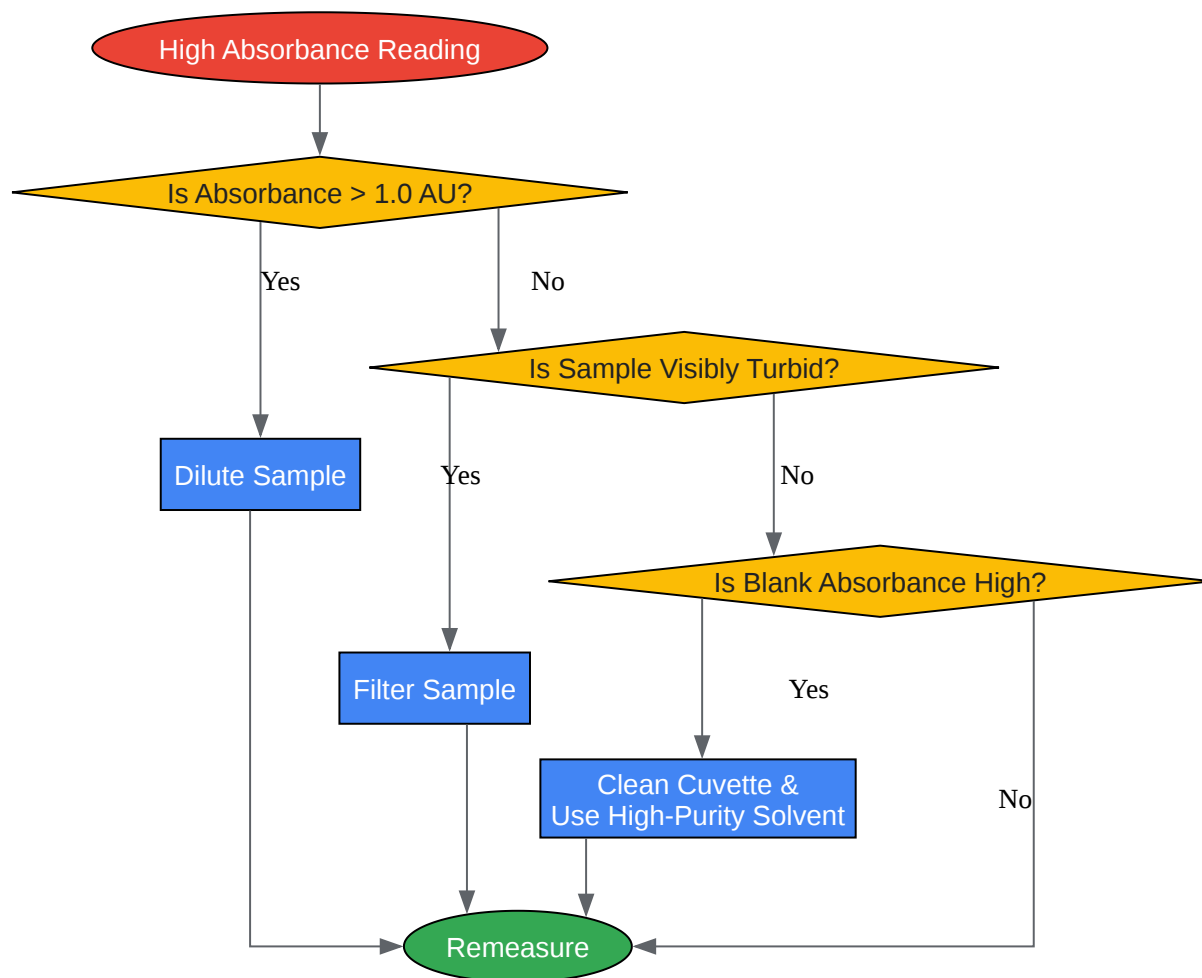 High Absorbance Reading
Is Absorbance > 1.0 AU?
Yes
No
Is Sample Visibly Turbid?
Dilute Sample
Yes
No
Is Blank Absorbance High?
Filter Sample
Yes
Clean Cuvette &
Use High-Purity Solvent
No
Remeasure